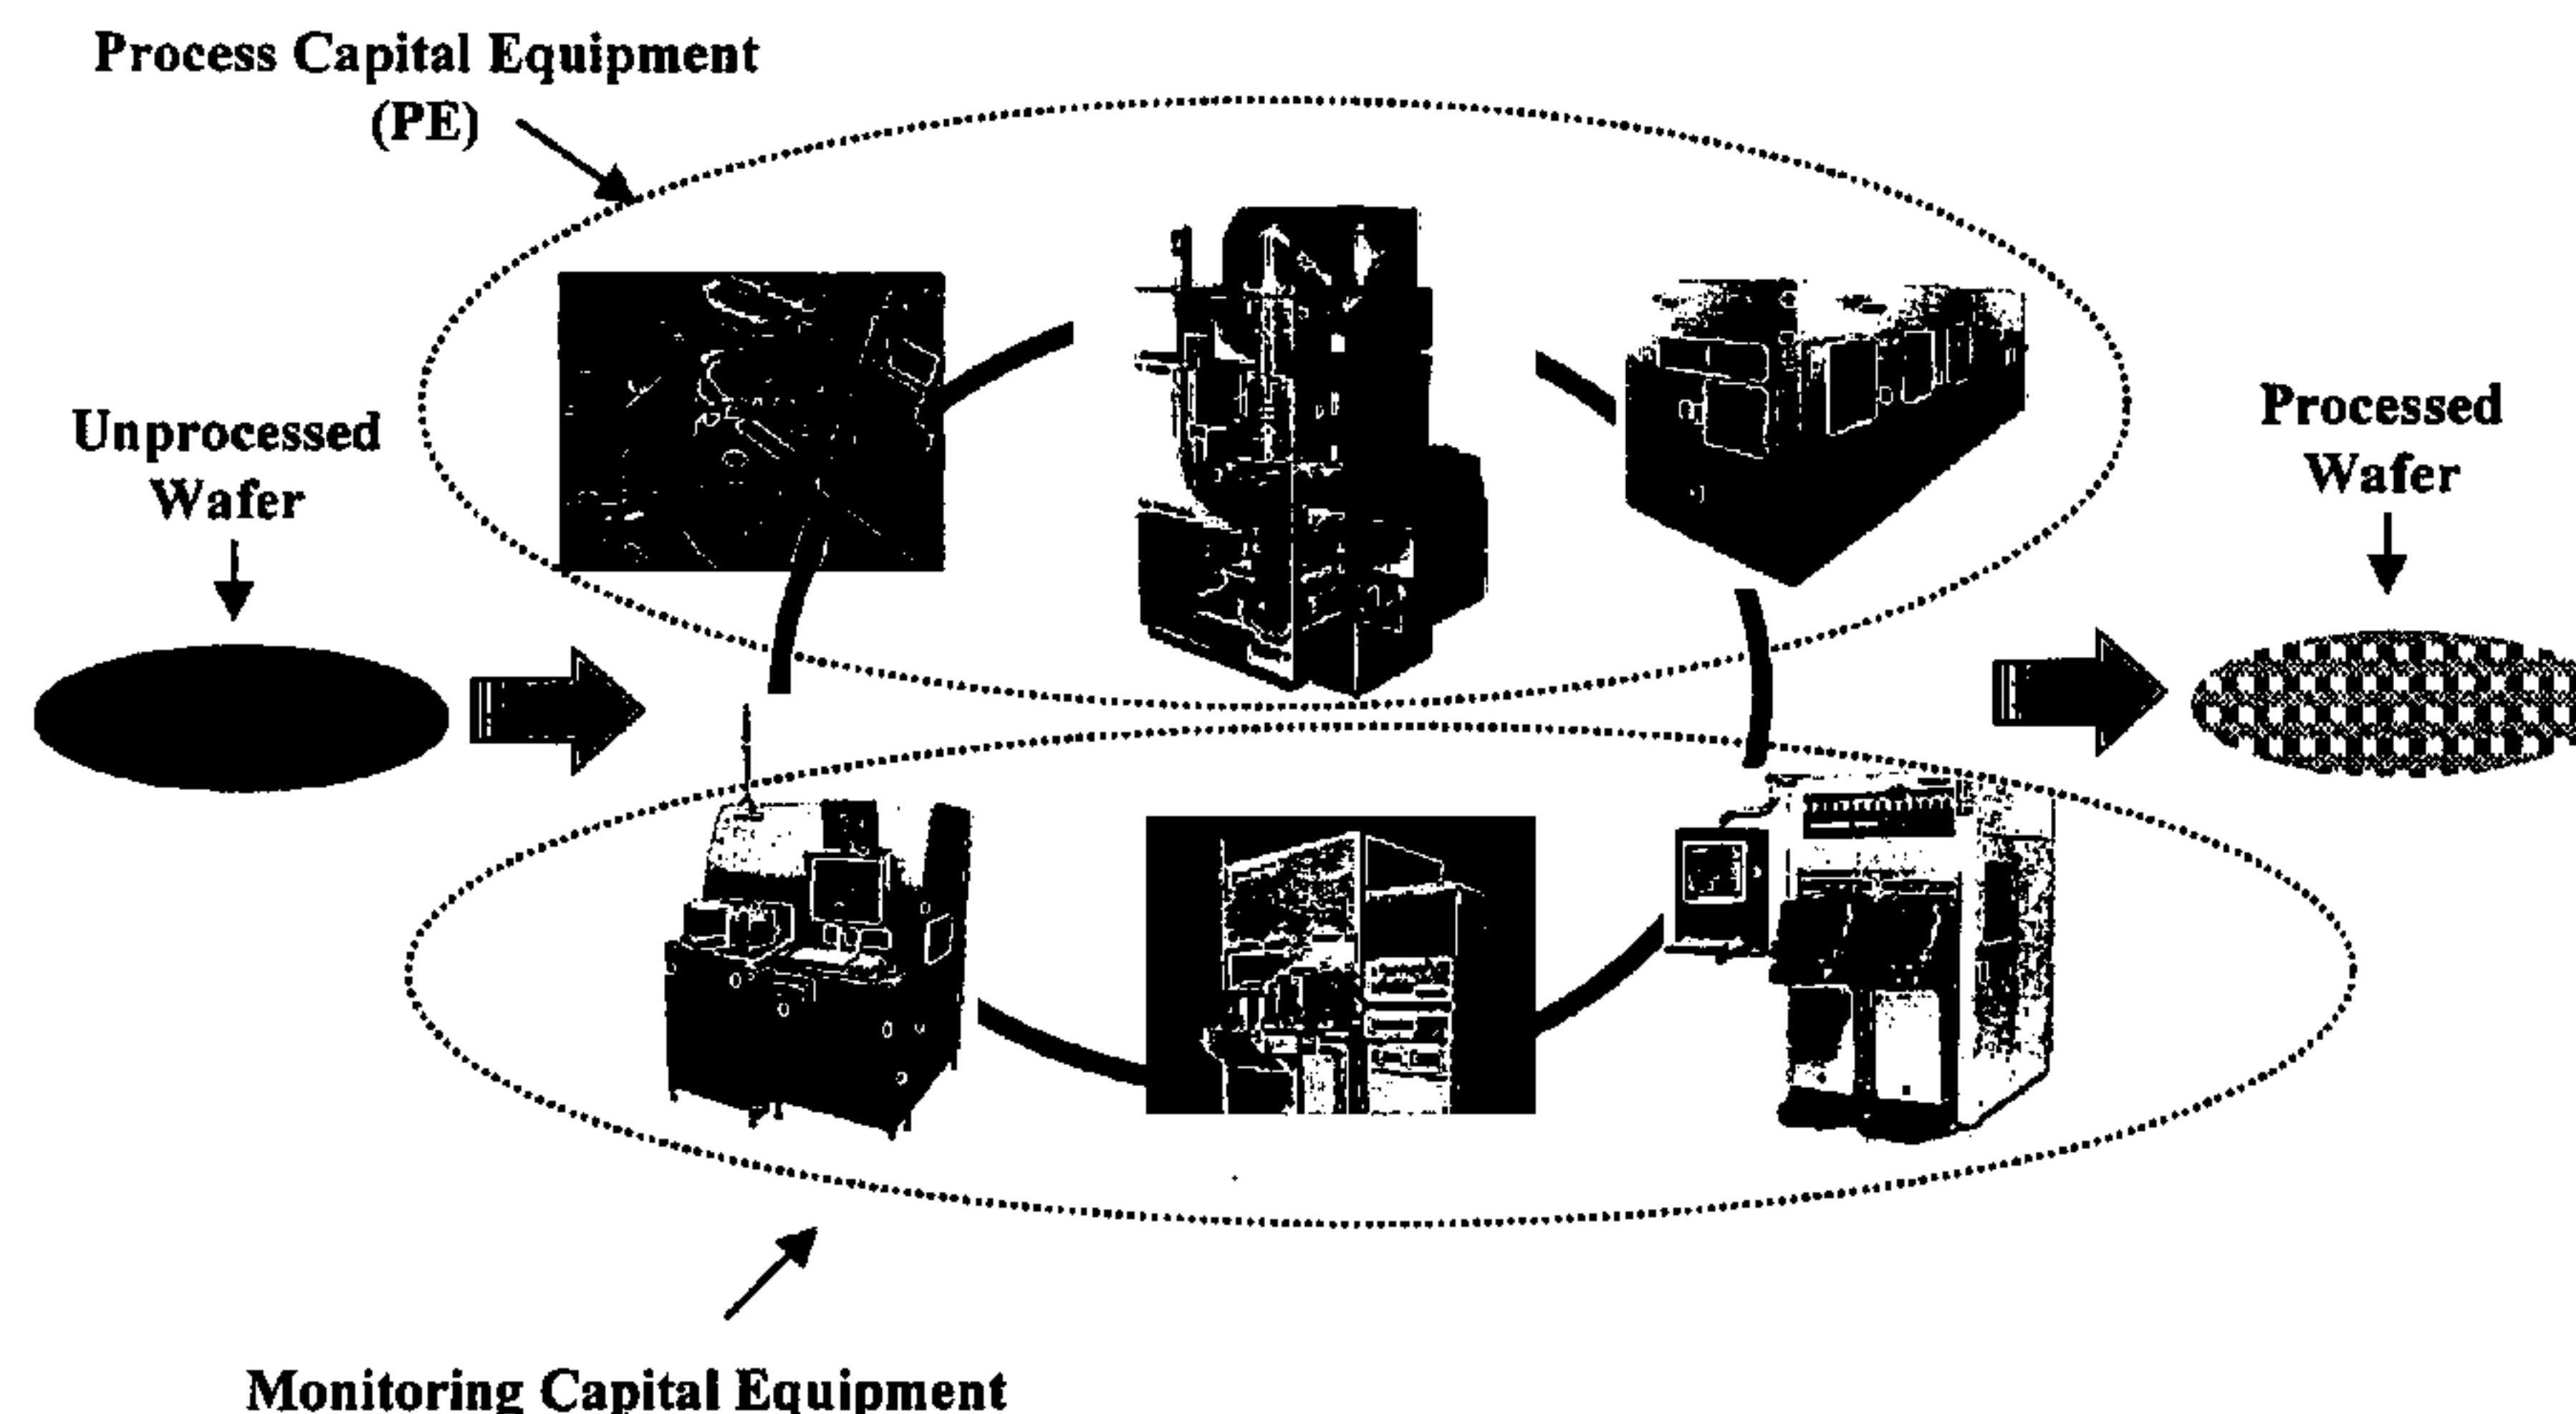 Process Capital Equipment
(PE)
Unprocessed
Wafer
Processed
Wafer
Monitoring Capital Equipment